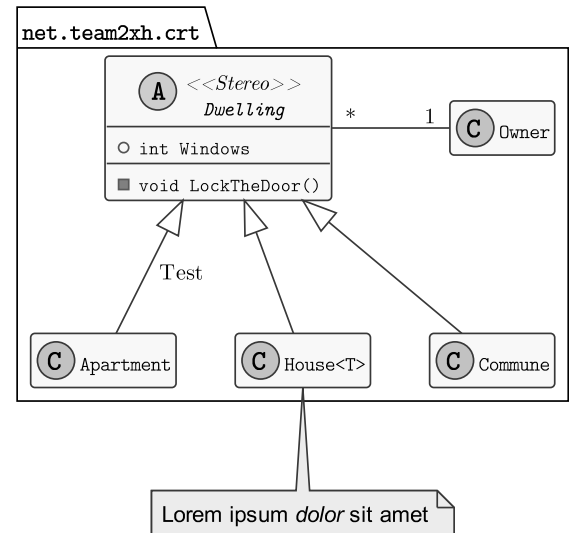 net.team2xh.crt
A
<<Stereo>>
Dwelling
int Windows
void LockTheDoor()
* 1
C Owner
Test
C Apartment
C House<T>
C Commune
Lorem ipsum dolor sit amet